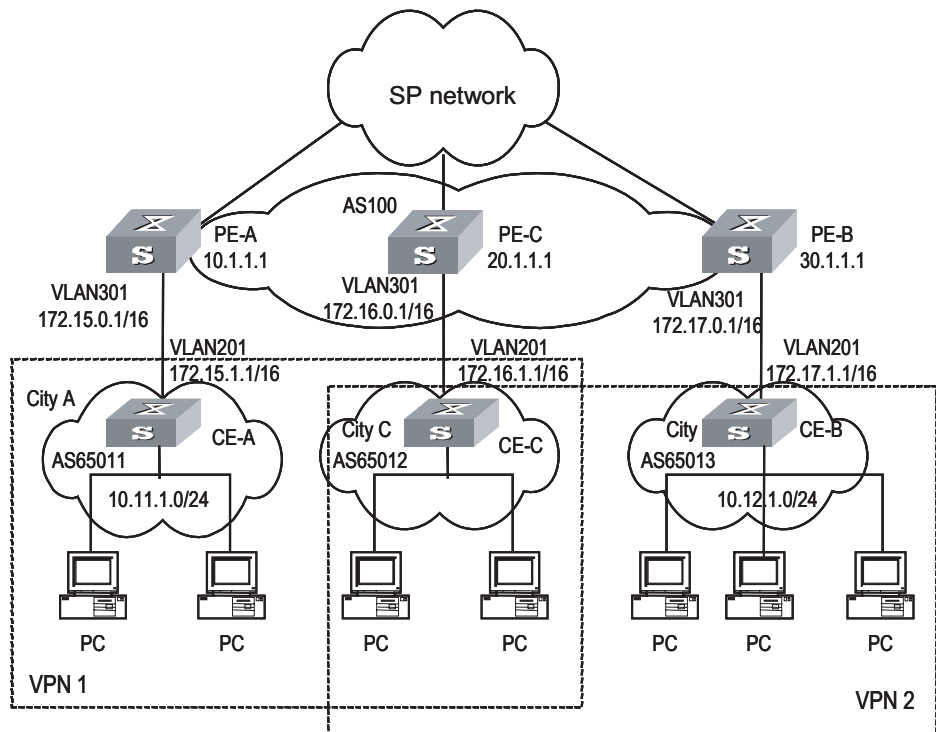 SP network
AS100
PE-A
10.1.1.1
PE-C
20.1.1.1
PE-B
30.1.1.1
S
S
S
VLAN301
172.15.0.1/16
VLAN301
172.16.0.1/16
VLAN301
172.17.0.1/16
VLAN201
172.15.1.1/16
VLAN201
172.16.1.1/16
VLAN201
172.17.1.1/16
City A
S
CE-A
AS65011
10.11.1.0/24
City C
S
CE-C
AS65012
City
S
CE-B
AS65013
10.12.1.0/24
PC
PC
PC
PC
PC
PC
PC
VPN 1
VPN 2